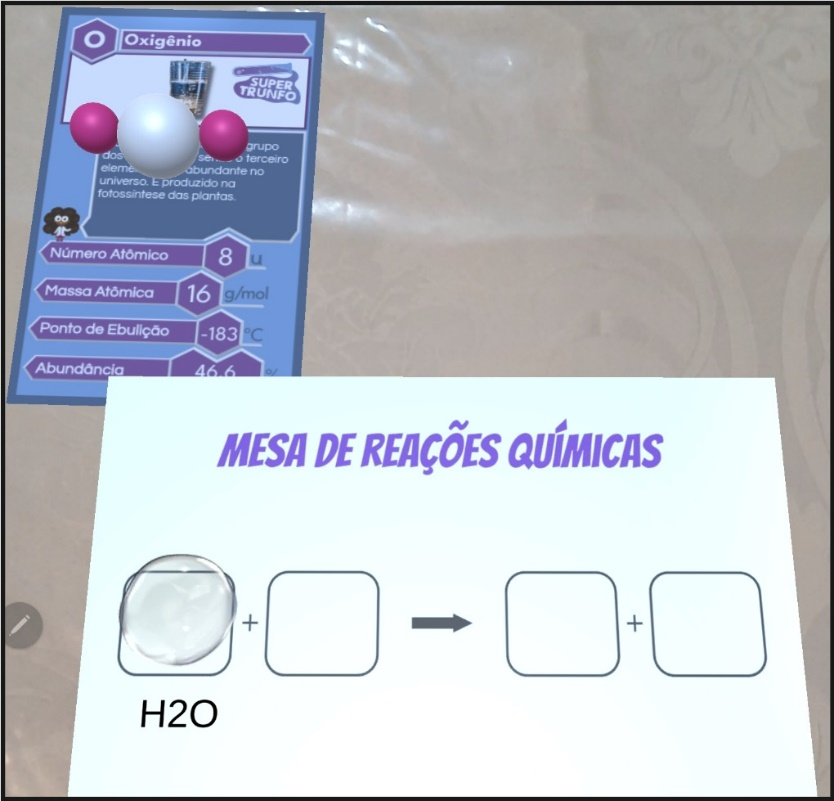 O Oxigênio
SUPER
TRUNFO
grupo
dos terceiro
abundante no
universo. É produzido na
fotossíntese das plantas.
Número Atômico 8 u
Massa Atômica 16 g/mol
Ponto de Ebulição -183 °C
Abundância 46,6 %
MESA DE REAÇÕES QUÍMICAS
+ +
H2O